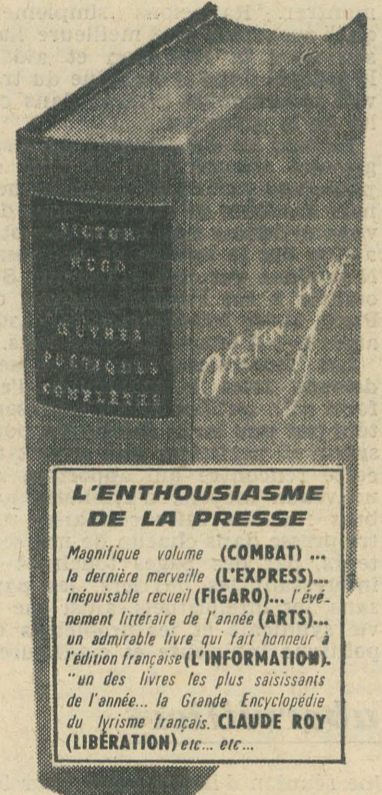 VICTOR
HUGO
ŒUVRES
POÉTIQUES
COMPLÈTES
Victor Hugo
L'ENTHOUSIASME
DE LA PRESSE
Magnifique volume (COMBAT) ...
la dernière merveille (L'EXPRESS)...
inépuisable recueil (FIGARO)... l'évé-
nement littéraire de l'année (ARTS)...
un admirable livre qui fait honneur à
l'édition française (L'INFORMATION).
"un des livres les plus saisissants
de l'année... la Grande Encyclopédie
du lyrisme français. CLAUDE ROY
(LIBÉRATION) etc... etc...